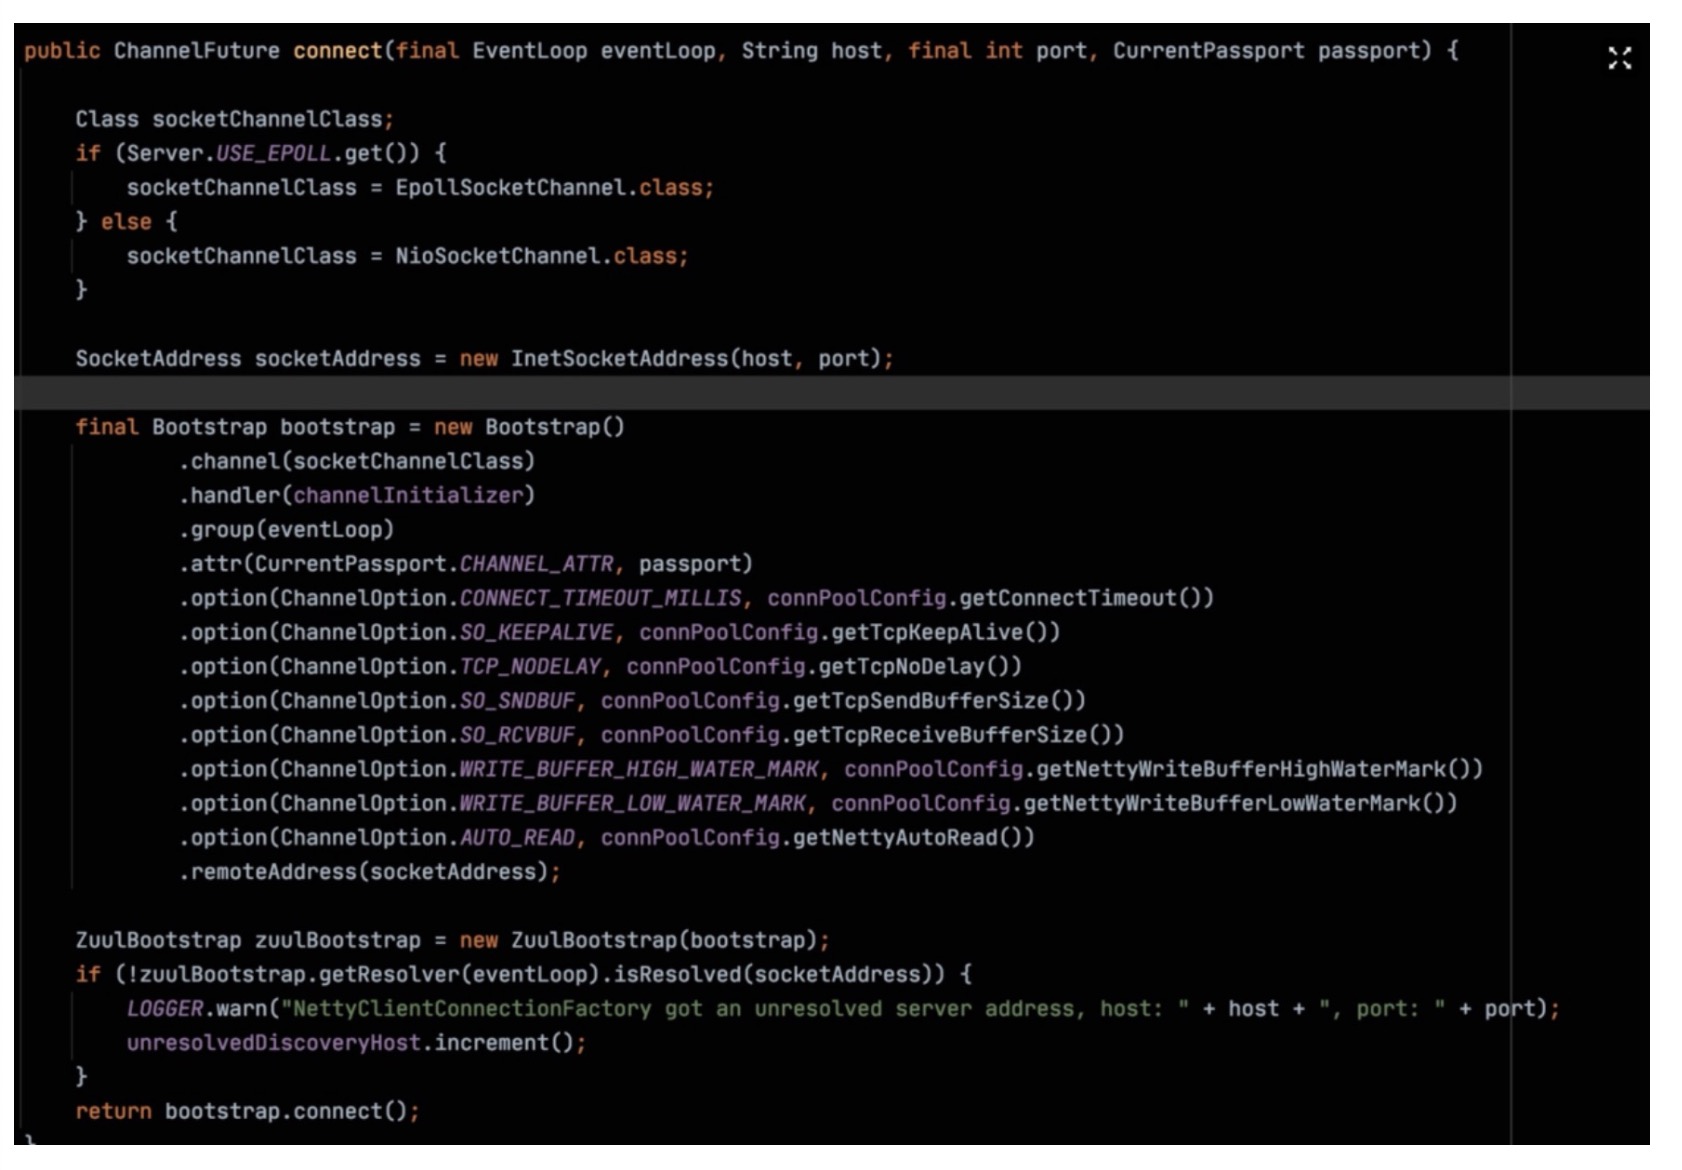 public ChannelFuture connect(final EventLoop eventLoop, String host, final int port, CurrentPassport passport) {
Class socketChannelClass;
if (Server.USE_EPOLL.get()) {
socketChannelClass = EpollSocketChannel.class;
} else {
socketChannelClass = NioSocketChannel.class;
}
SocketAddress socketAddress = new InetSocketAddress(host, port);
final Bootstrap bootstrap = new Bootstrap()
.channel(socketChannelClass)
.handler(channelInitializer)
.group(eventLoop)
.attr(CurrentPassport.CHANNEL_ATTR, passport)
.option(ChannelOption.CONNECT_TIMEOUT_MILLIS, connPoolConfig.getConnectTimeout())
.option(ChannelOption.SO_KEEPALIVE, connPoolConfig.getTcpKeepAlive())
.option(ChannelOption.TCP_NODELAY, connPoolConfig.getTcpNoDelay())
.option(ChannelOption.SO_SNDBUF, connPoolConfig.getTcpSendBufferSize())
.option(ChannelOption.SO_RCVBUF, connPoolConfig.getTcpReceiveBufferSize())
.option(ChannelOption.WRITE_BUFFER_HIGH_WATER_MARK, connPoolConfig.getNettyWriteBufferHighWaterMark())
.option(ChannelOption.WRITE_BUFFER_LOW_WATER_MARK, connPoolConfig.getNettyWriteBufferLowWaterMark())
.option(ChannelOption.AUTO_READ, connPoolConfig.getNettyAutoRead())
.remoteAddress(socketAddress);
ZuulBootstrap zuulBootstrap = new ZuulBootstrap(bootstrap);
if (!zuulBootstrap.getResolver(eventLoop).isResolved(socketAddress)) {
LOGGER.warn("NettyClientConnectionFactory got an unresolved server address, host: " + host + ", port: " + port);
unresolvedDiscoveryHost.increment();
}
return bootstrap.connect();
}